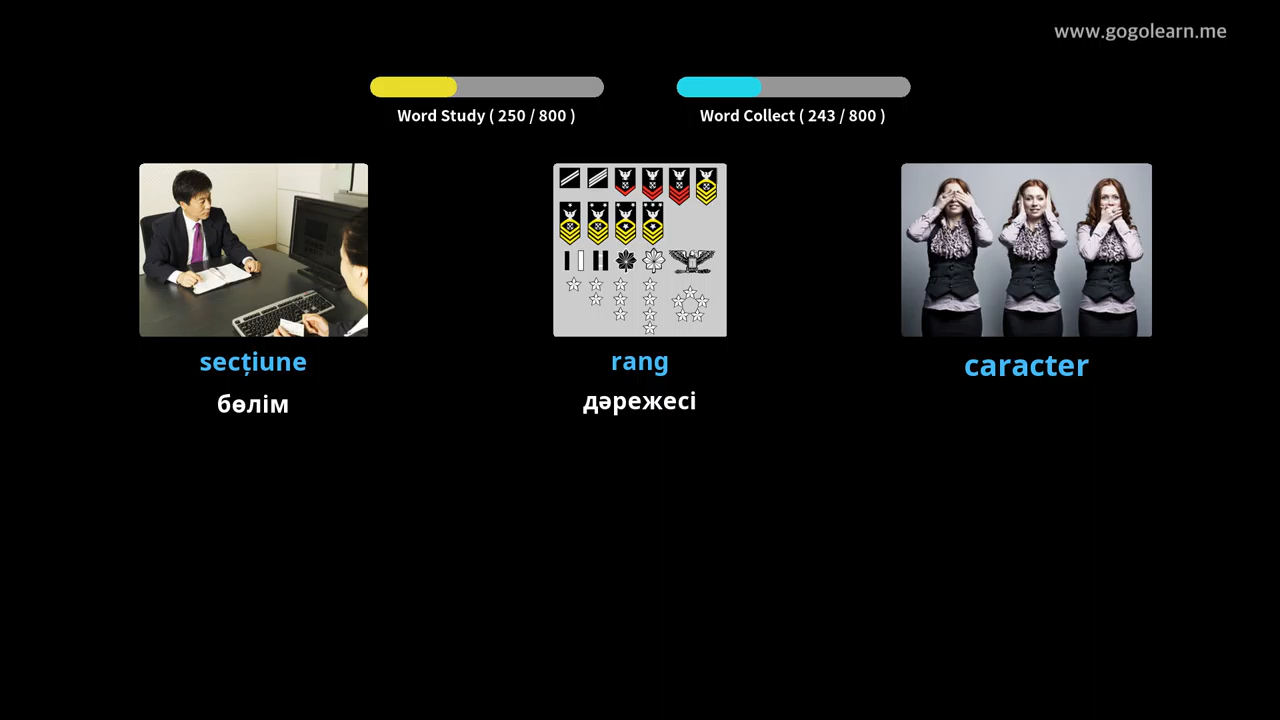 www.gogolearn.me
Word Study ( 250 / 800 )
Word Collect ( 243 / 800 )
secțiune
rang
caracter
бөлім
дәрежесі